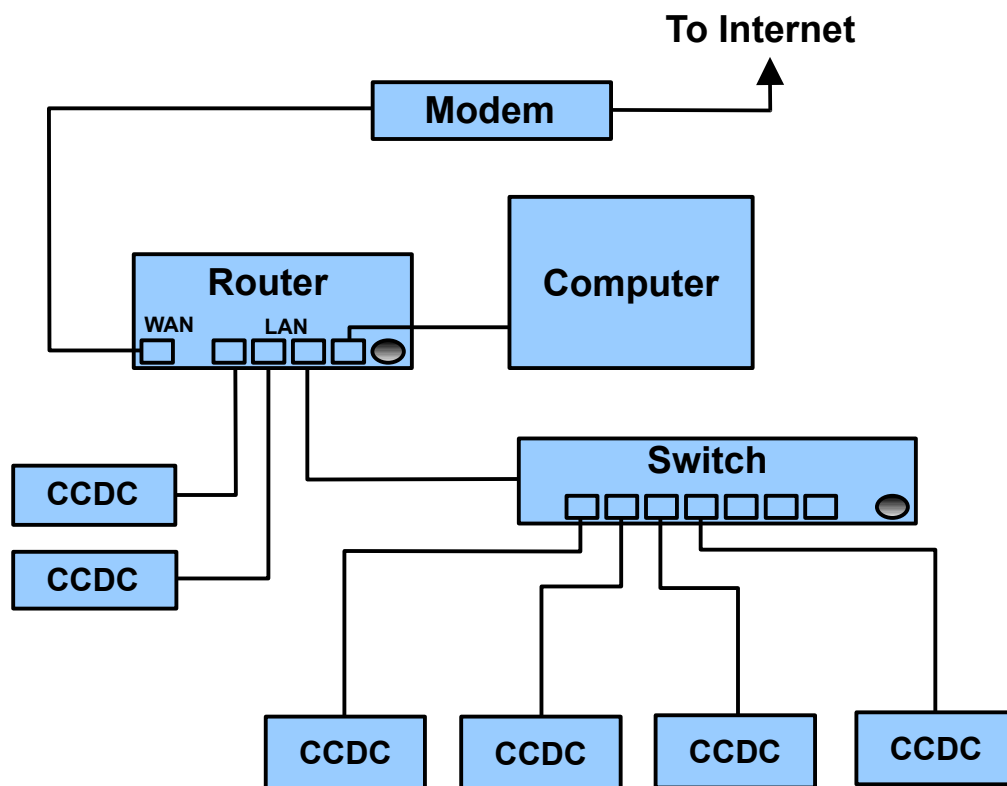 To Internet
Modem
Router
Computer
WAN
LAN
Switch
CCDC
CCDC
CCDC
CCDC
CCDC
CCDC